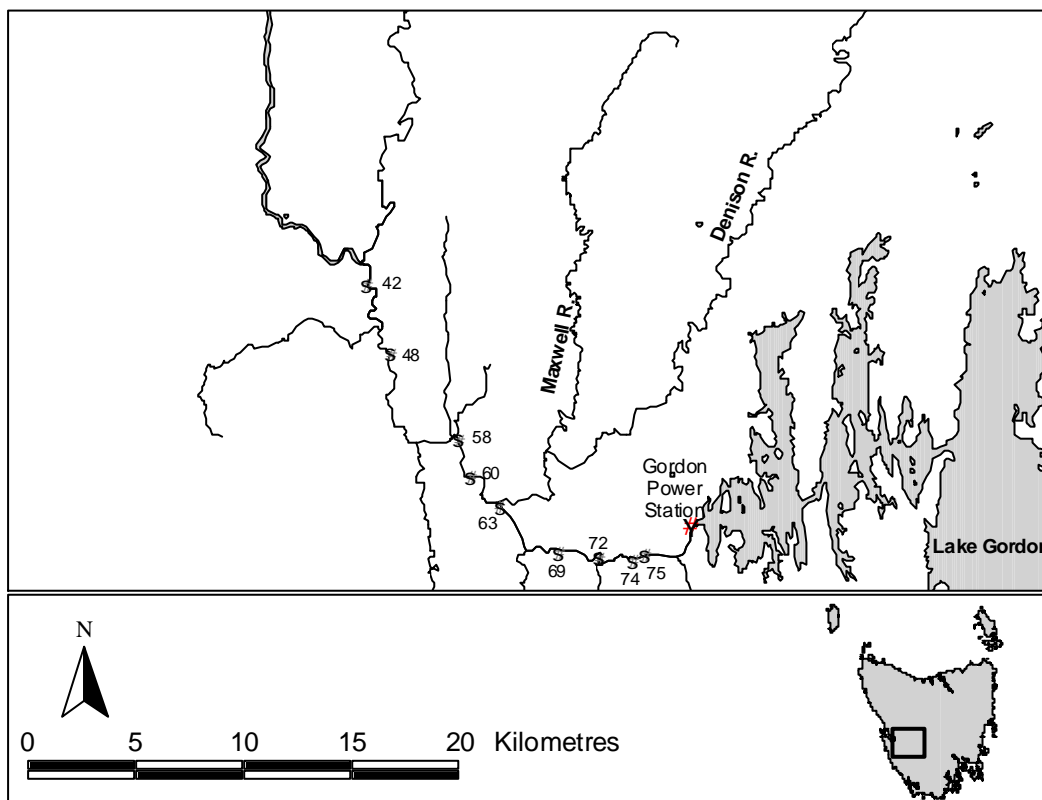 Denison R.
42
Maxwell R.
48
58
Gordon
60
Power
63
Station
72
Lake Gordon
69
74
75
N
0 5 10 15 20 Kilometres